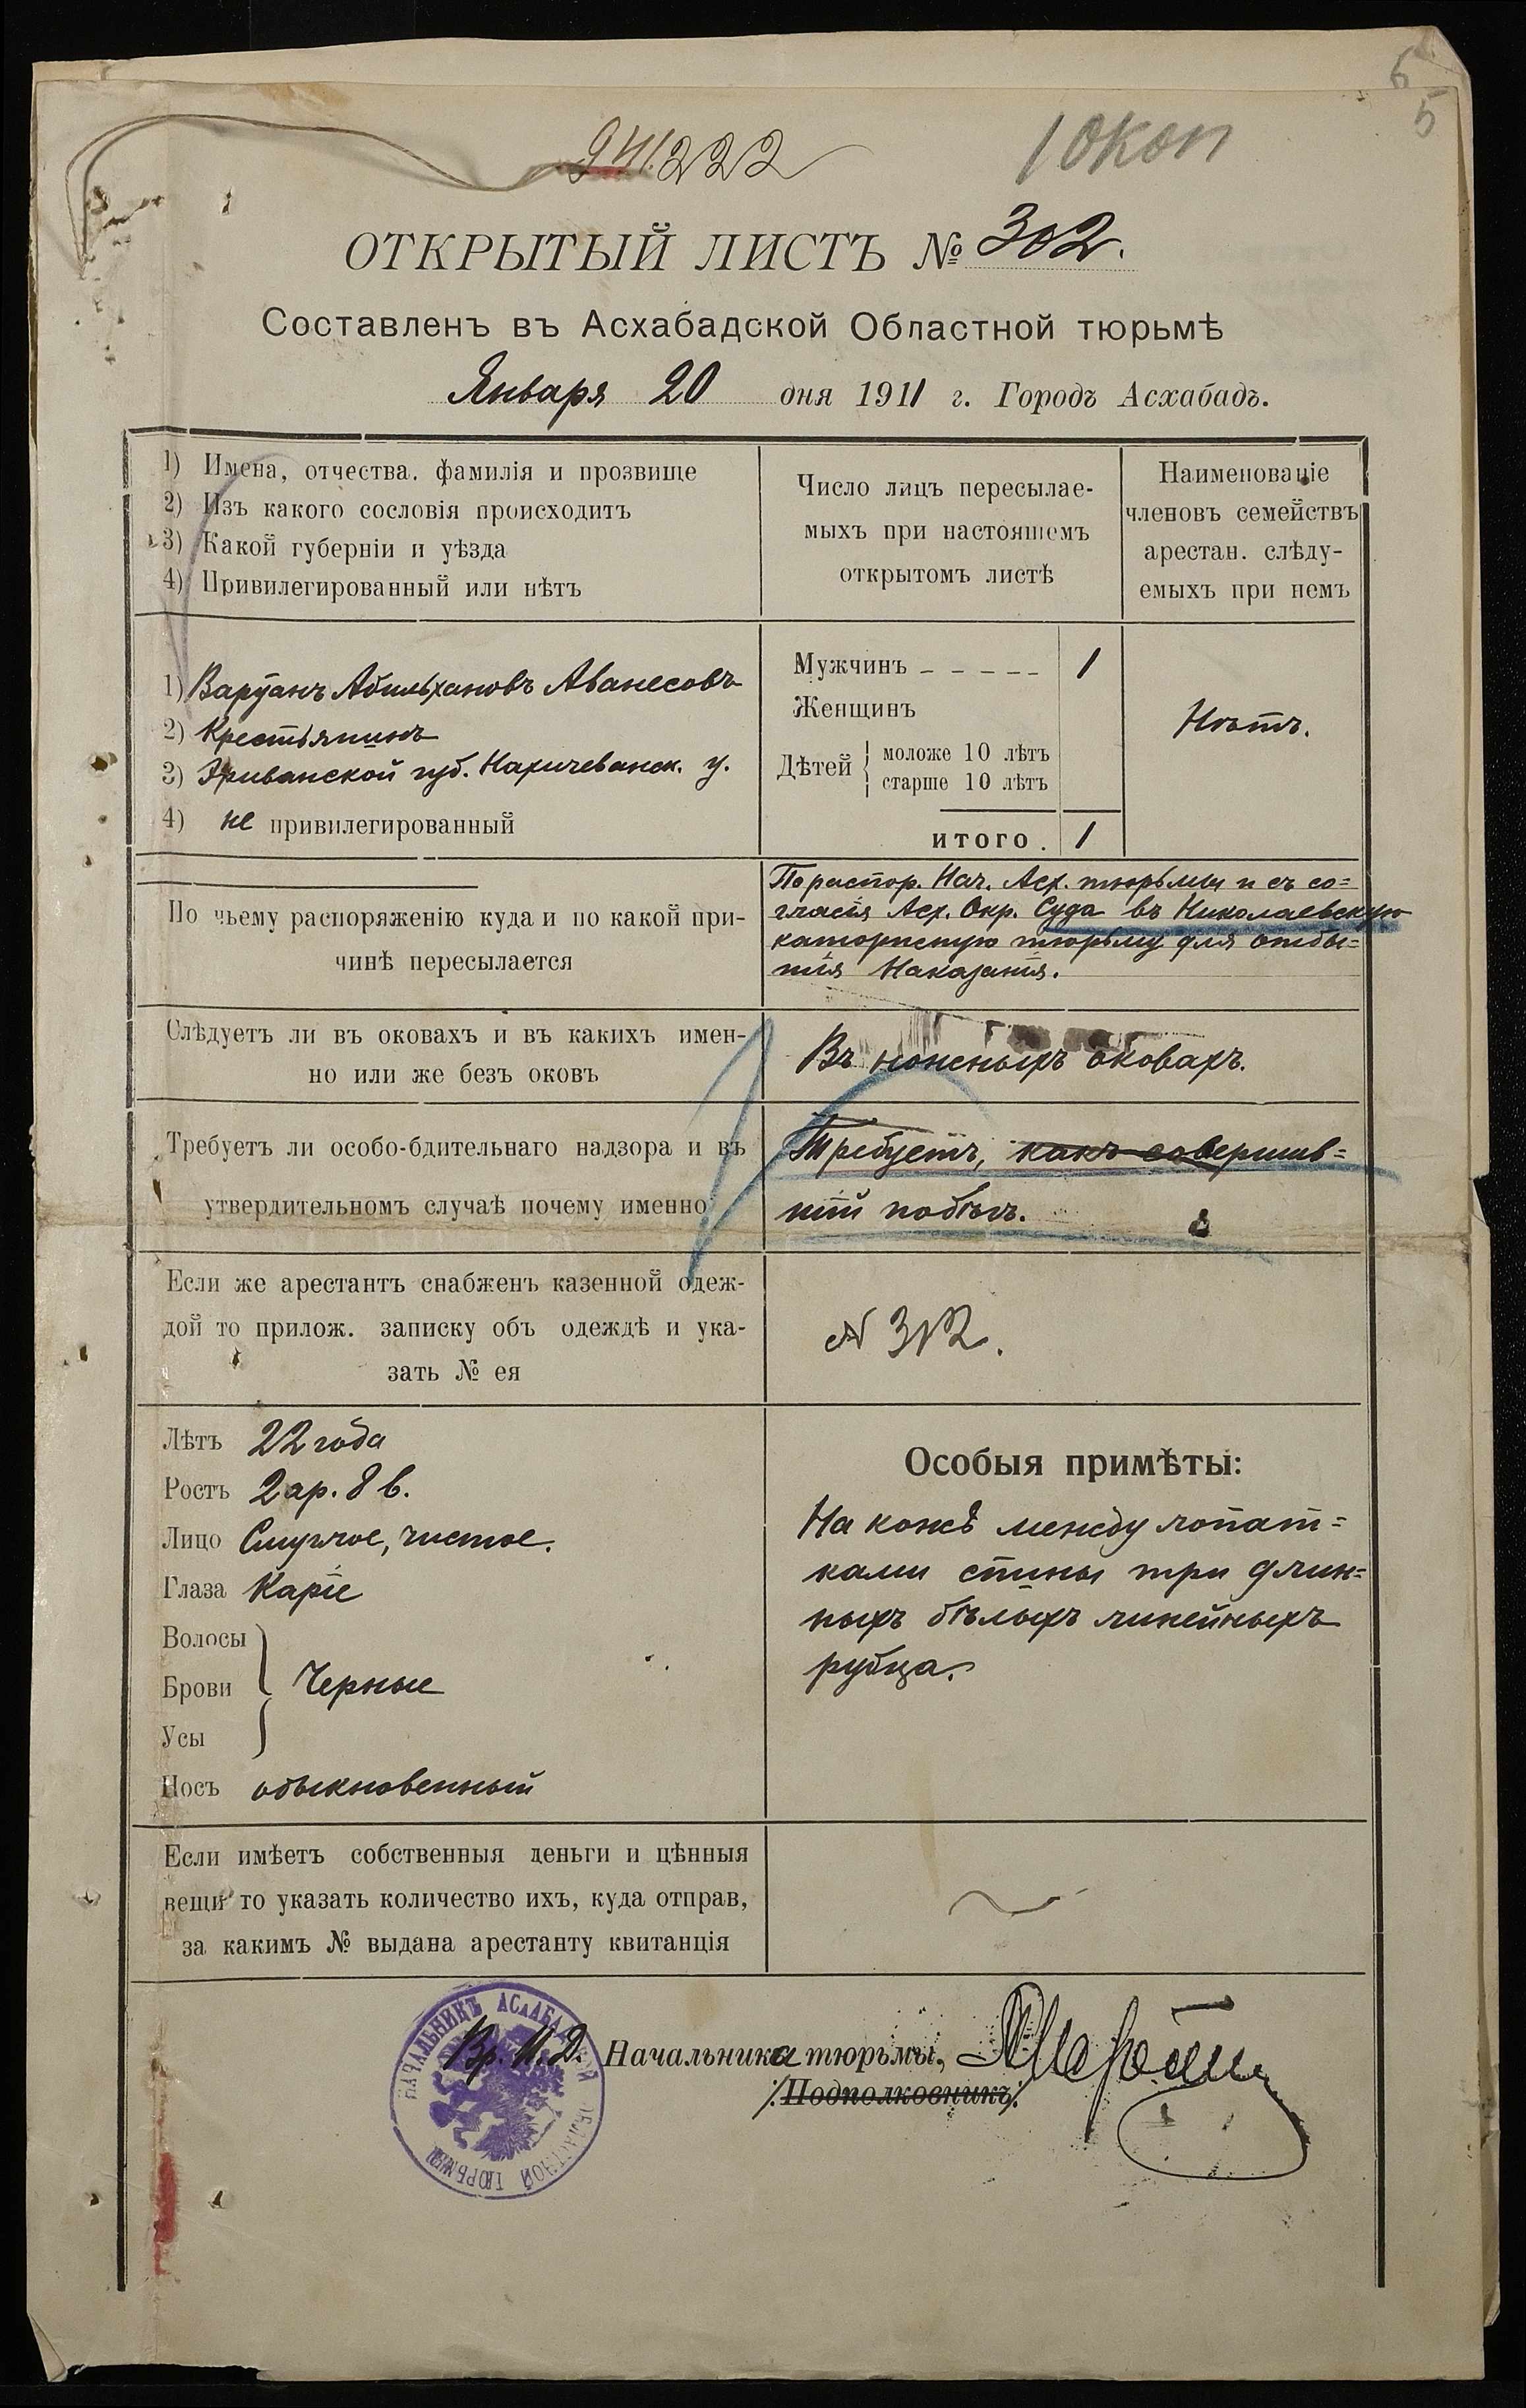 6
5
241. 222
10коп
ОТКРЫТЫЙ ЛИСТЪ № 302.
Составленъ въ Асхабадской Областной тюрьмѣ
Января 20 дня 1911 г. Городъ Асхабадъ.
1) Имена, отчества, фамилія и прозвище
2) Изъ какого сословія происходитъ
3) Какой губерніи и уѣзда
4) Привилегированный или нѣтъ
Число лицъ пересылае-
мыхъ при настоящемъ
открытомъ листѣ
Наименованіе
членовъ семействъ
арестан. слѣду-
емыхъ при немъ
1) Варуанъ Абильхановъ Аванесовъ
2) Крестьянинъ
3) Эриванской губ. Нахичеванск. у.
4) не привилегированный
Мужчинъ – – – – – 1
Женщинъ
Дѣтей { моложе 10 лѣтъ
старше 10 лѣтъ
итого. 1
Нѣтъ.
По чьему распоряженію куда и по какой при-
чинѣ пересылается
По распор. Нач. Асх. тюрьмы и съ со=
гласія Асх. Окр. Суда въ Николаевскую
каторжную тюрьму для отбы=
тія Наказанія.
Слѣдуетъ ли въ оковахъ и въ какихъ имен-
но или же безъ оковъ
Въ ножныхъ оковахъ.
Требуетъ ли особо-бдительнаго надзора и въ
утвердительномъ случаѣ почему именно
Требуетъ, какъ совершив=
шій побѣгъ.
Если же арестантъ снабженъ казенной одеж-
дой то прилож. записку объ одеждѣ и ука-
зать № ея
№ 302.
Лѣтъ 22 года
Ростъ 2 ар. 8 в.
Лицо Смуглое, чистое.
Глаза Каріе
Волосы
Брови } Черные
Усы
Носъ обыкновенный
Особыя примѣты:
На кожѣ между лопат=
ками спины три длин=
ныхъ бѣлыхъ линейныхъ
рубца.
Если имѣетъ собственныя деньги и цѣнныя
вещи то указать количество ихъ, куда отправ,
за какимъ № выдана арестанту квитанція
Вр. И. Д. Начальника тюрьмы,
Подполковникъ
НАЧАЛЬНИКЪ АСХАБАДСКОЙ ОБЛАСТНОЙ ТЮРЬМЫ